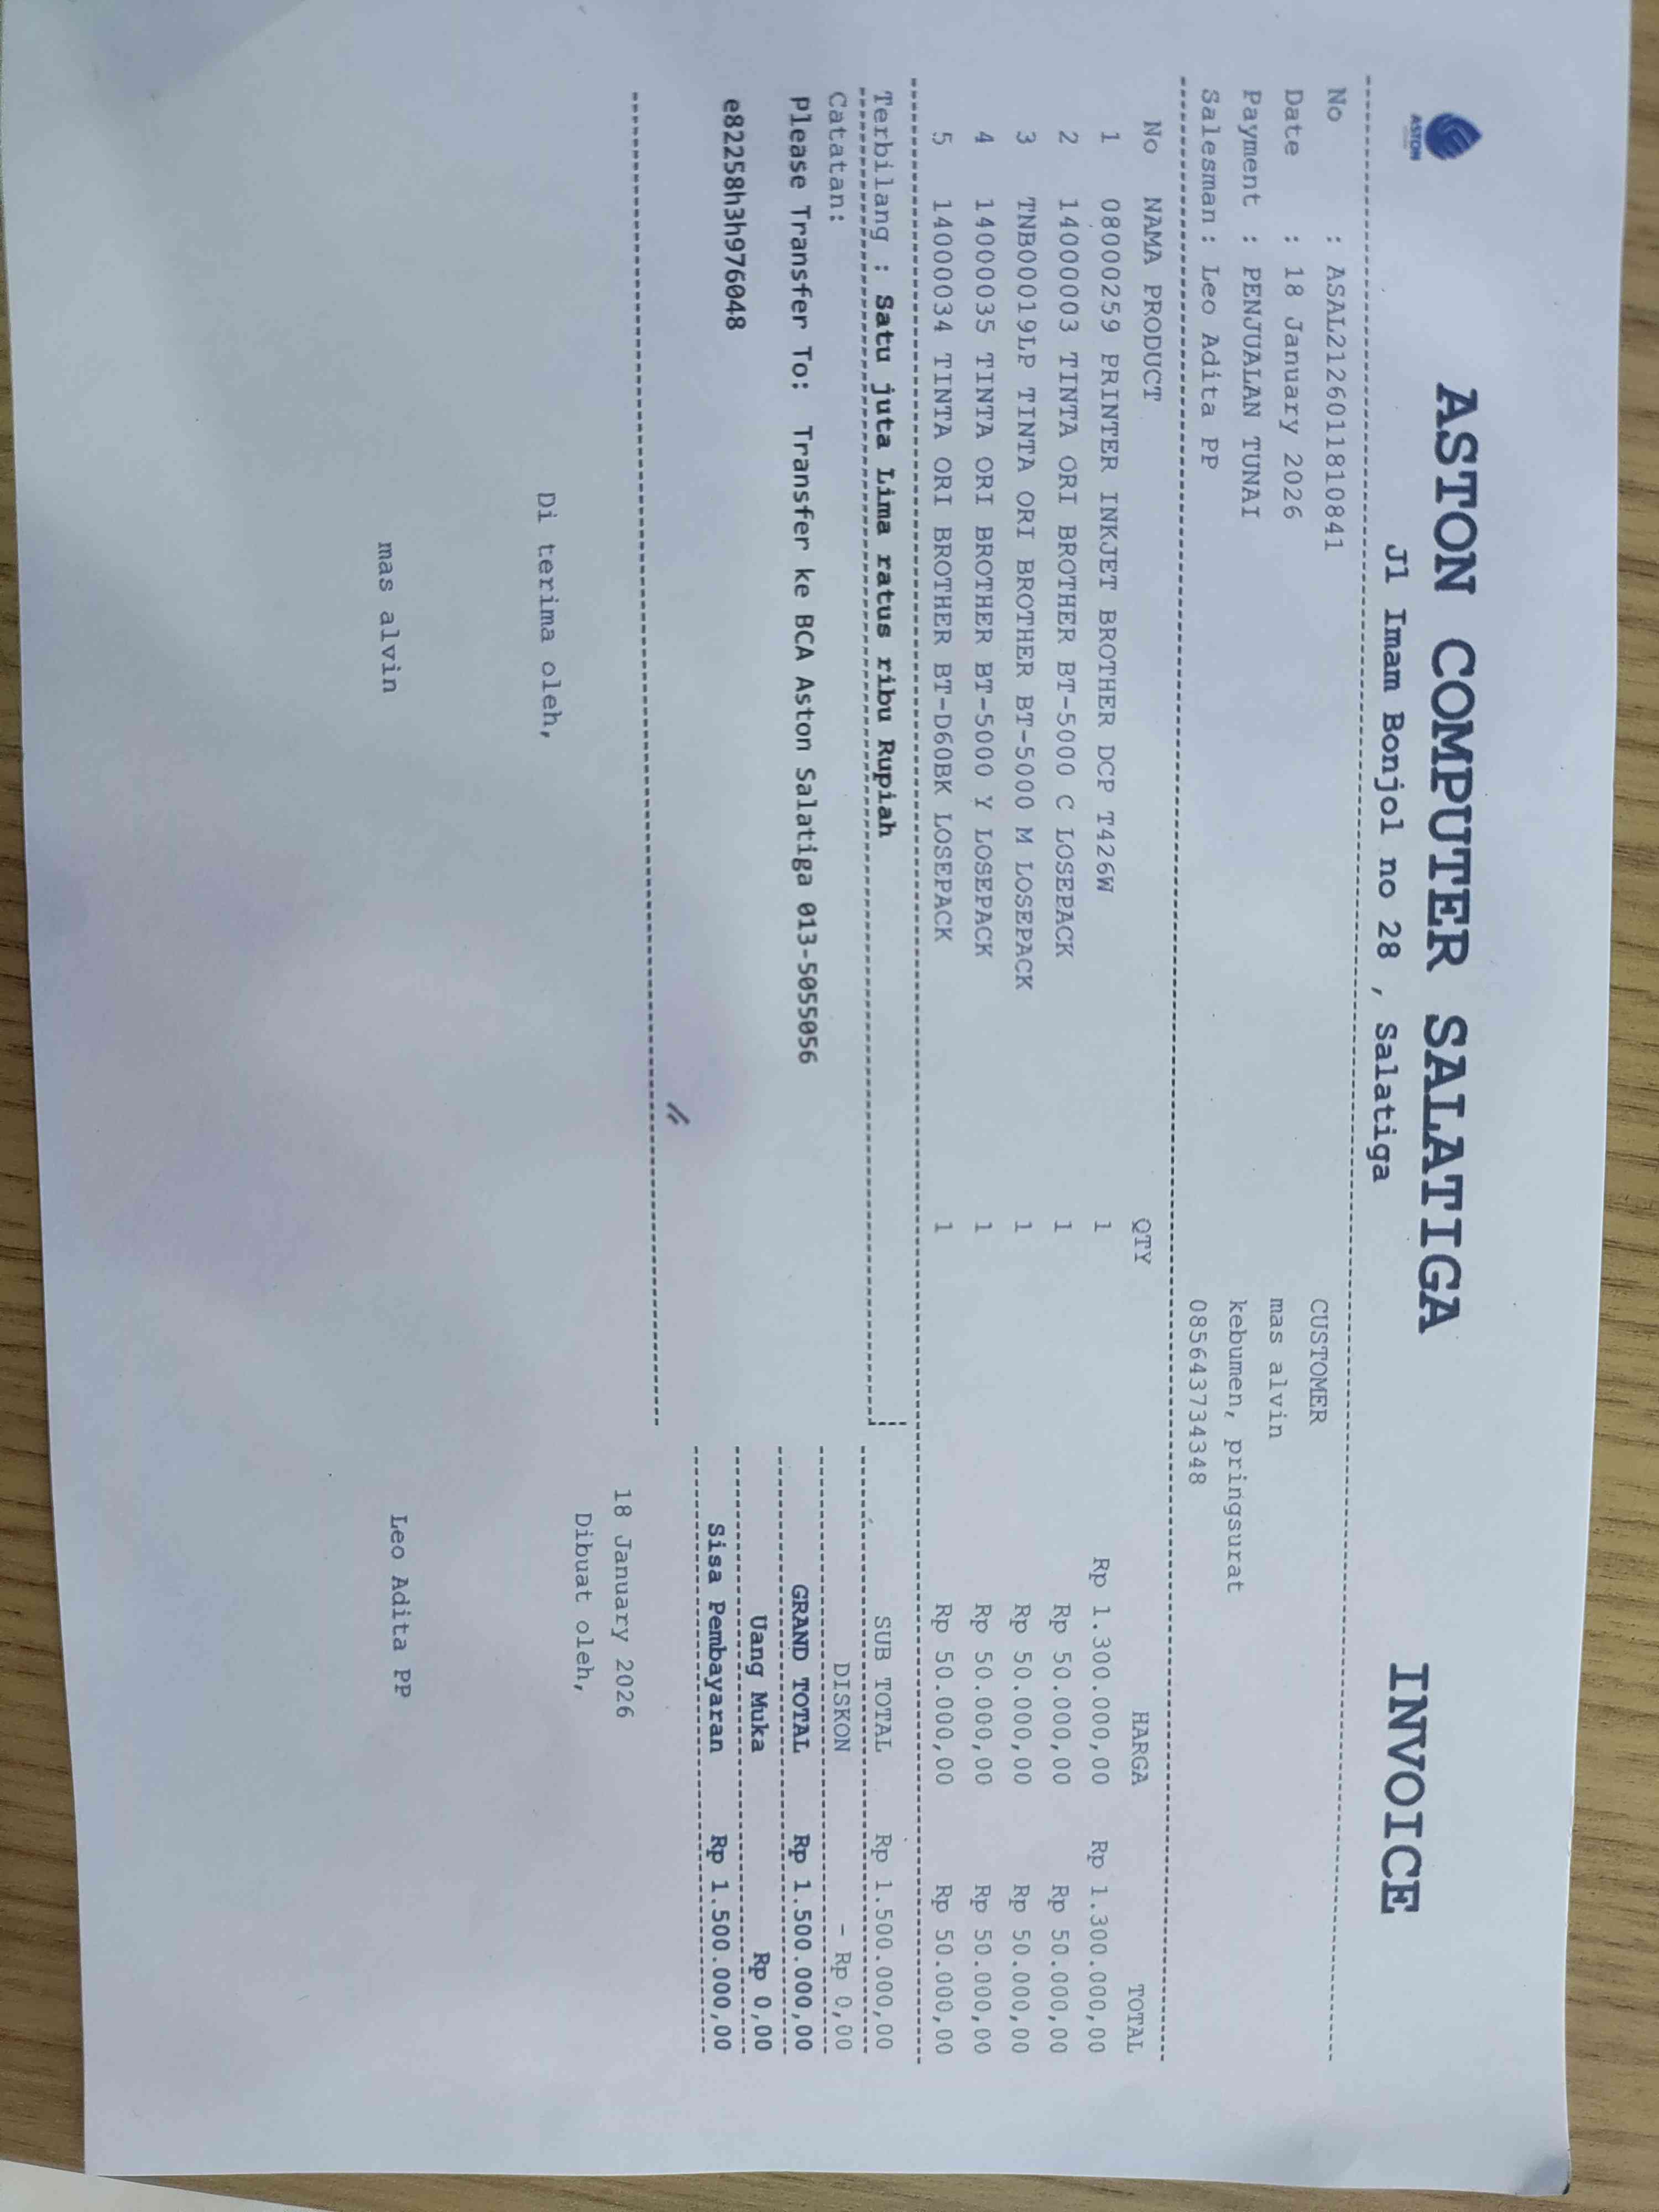 ASTON
ASTON COMPUTER SALATIGA
INVOICE
Jl Imam Bonjol no 28 , Salatiga
No : ASAL2126011810841
CUSTOMER
Date : 18 January 2026
mas alvin
Payment : PENJUALAN TUNAI
kebumen, pringsurat
Salesman : Leo Adita PP
085643734348
No NAMA PRODUCT QTY HARGA TOTAL
1 08000259 PRINTER INKJET BROTHER DCP T426W 1 Rp 1.300.000,00 Rp 1.300.000,00
2 14000003 TINTA ORI BROTHER BT-5000 C LOSEPACK 1 Rp 50.000,00 Rp 50.000,00
3 TNB00019LP TINTA ORI BROTHER BT-5000 M LOSEPACK 1 Rp 50.000,00 Rp 50.000,00
4 14000035 TINTA ORI BROTHER BT-5000 Y LOSEPACK 1 Rp 50.000,00 Rp 50.000,00
5 14000034 TINTA ORI BROTHER BT-D60BK LOSEPACK 1 Rp 50.000,00 Rp 50.000,00
Terbilang : Satu juta Lima ratus ribu Rupiah
SUB TOTAL Rp 1.500.000,00
Catatan:
DISKON - Rp 0,00
please Transfer To: Transfer ke BCA Aston Salatiga 013-5055056
GRAND TOTAL Rp 1.500.000,00
Uang Muka Rp 0,00
e82258h3h976048
Sisa Pembayaran Rp 1.500.000,00
18 January 2026
Di terima oleh,
Dibuat oleh,
mas alvin
Leo Adita PP